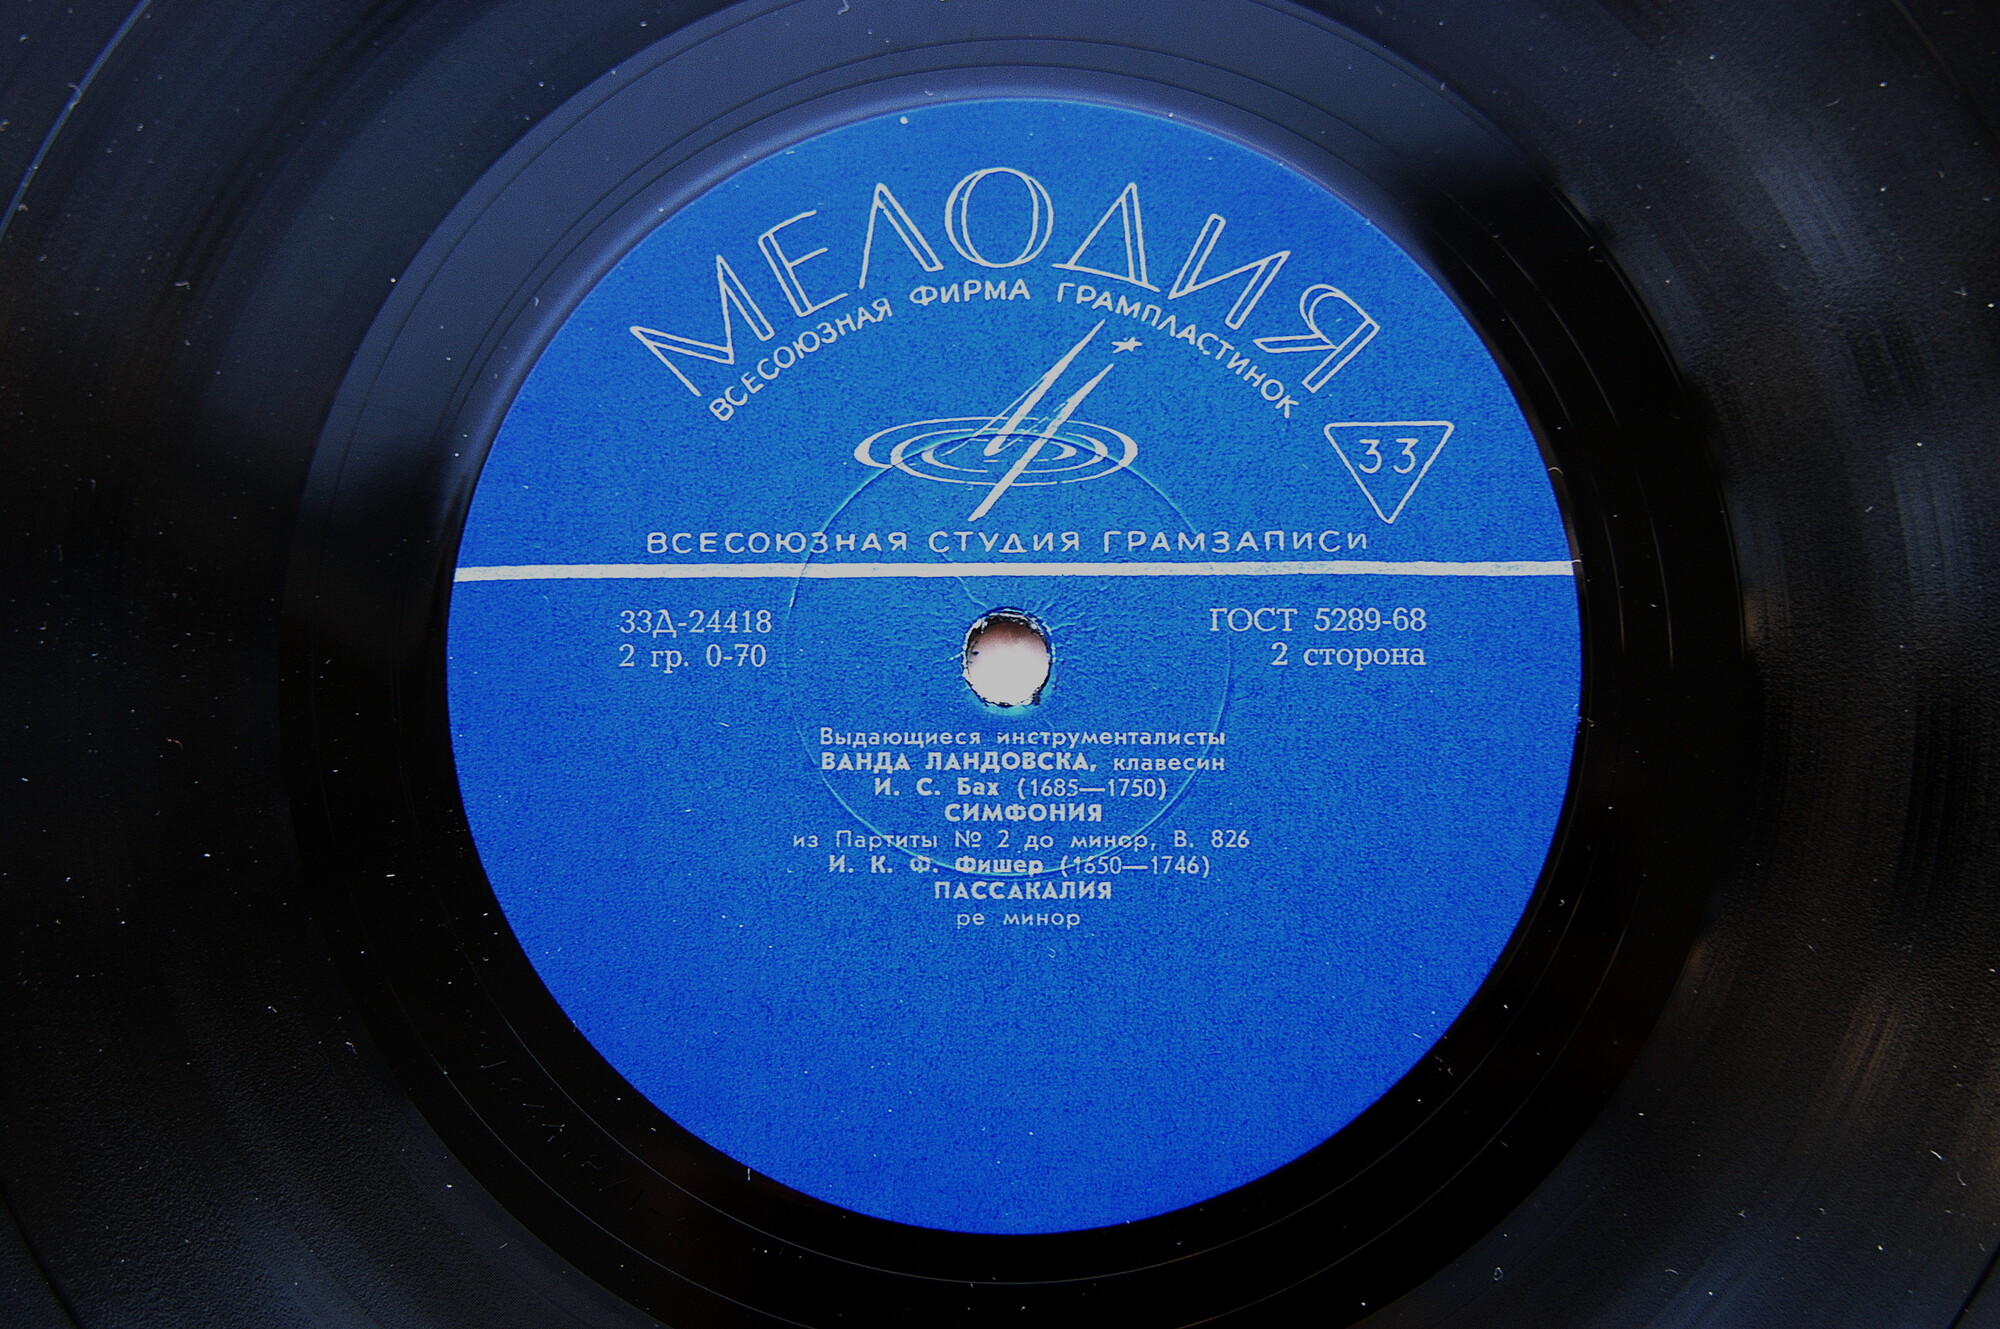 МЕЛОДИЯ
ВСЕСОЮЗНАЯ ФИРМА ГРАМПЛАСТИНОК
33
ВСЕСОЮЗНАЯ СТУДИЯ ГРАМЗАПИСИ
33Д-24418
2 гр. 0-70
ГОСТ 5289-68
2 сторона
Выдающиеся инструменталисты
ВАНДА ЛАНДОВСКА, клавесин
И. С. Бах (1685—1750)
СИМФОНИЯ
из Партиты № 2 до минор, В. 826
И. К. Ф. Фишер (1650—1746)
ПАССАКАЛИЯ
ре минор